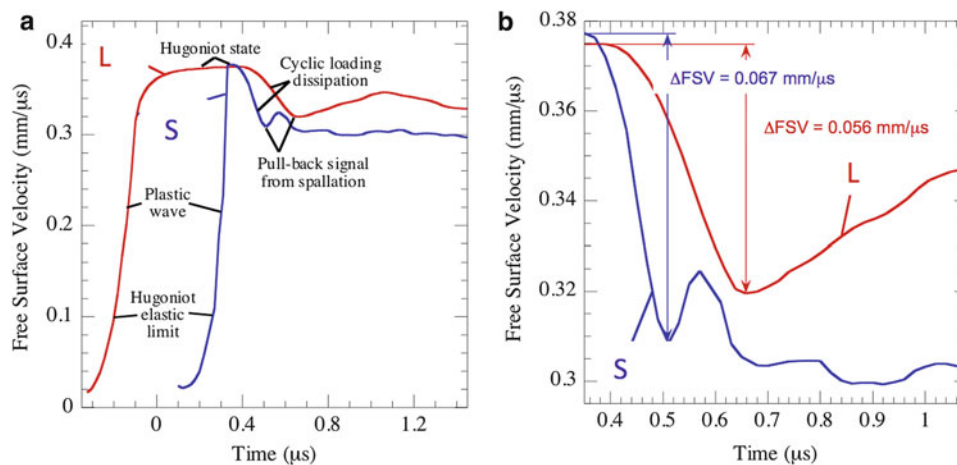 a
0.4
0.3
0.2
0.1
0
Free Surface Velocity (mm/µs)
L
Hugoniot state
Cyclic loading
dissipation
S
Pull-back signal
from spallation
Plastic
wave
Hugoniot
elastic
limit
0
0.4
0.8
1.2
Time (µs)
b
0.38
0.36
0.34
0.32
0.3
Free Surface Velocity (mm/µs)
ΔFSV = 0.067 mm/µs
ΔFSV = 0.056 mm/µs
L
S
0.4
0.5
0.6
0.7
0.8
0.9
1
Time (µs)